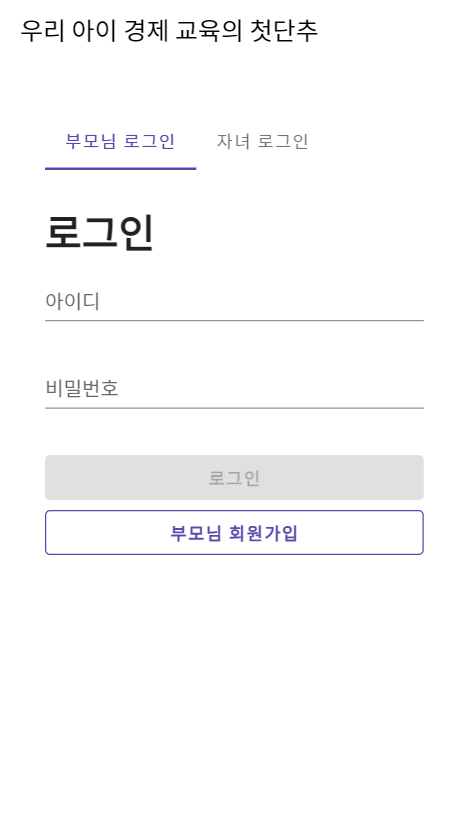 우리 아이 경제 교육의 첫단추
부모님 로그인 자녀 로그인
로그인
아이디
비밀번호
로그인
부모님 회원가입